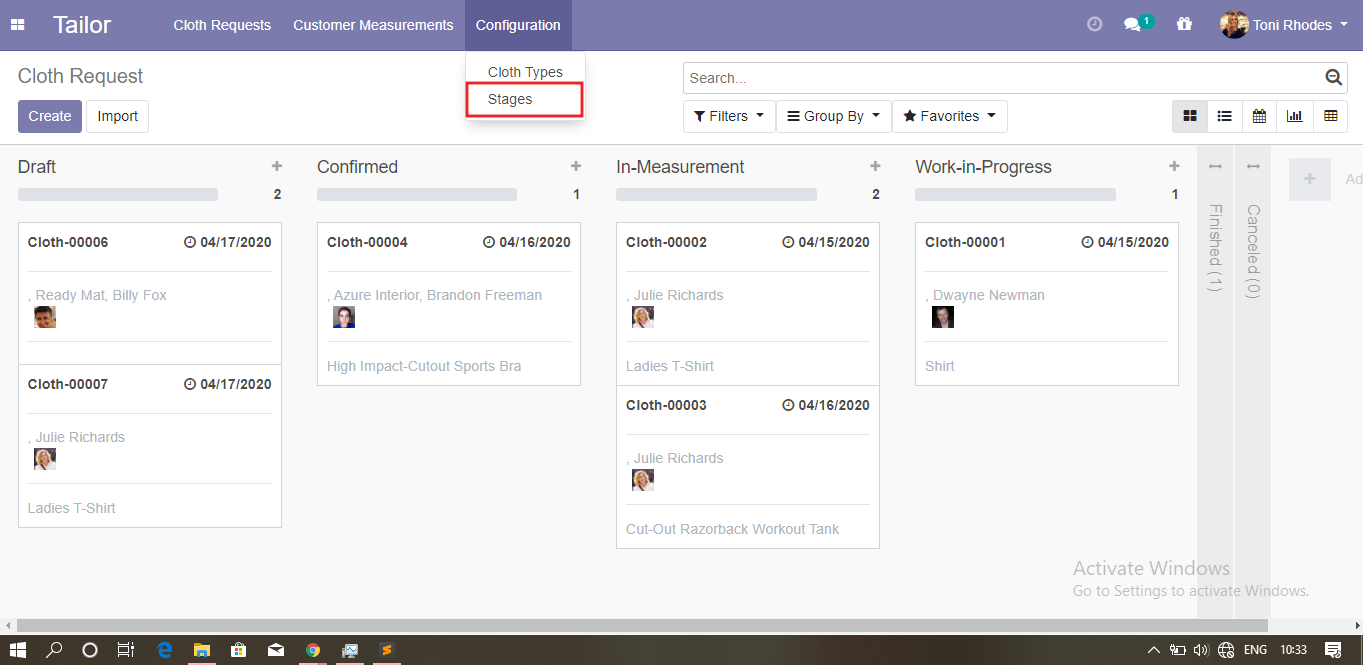 Tailor Cloth Requests Customer Measurements Configuration 1 Toni Rhodes
Cloth Types
Stages
Cloth Request
Search...
Create Import
Filters Group By Favorites
Draft 2
Cloth-00006 04/17/2020
, Ready Mat, Billy Fox
Cloth-00007 04/17/2020
, Julie Richards
Ladies T-Shirt
Confirmed 1
Cloth-00004 04/16/2020
, Azure Interior, Brandon Freeman
High Impact-Cutout Sports Bra
In-Measurement 2
Cloth-00002 04/15/2020
, Julie Richards
Ladies T-Shirt
Cloth-00003 04/16/2020
, Julie Richards
Cut-Out Razorback Workout Tank
Work-in-Progress 1
Cloth-00001 04/15/2020
, Dwayne Newman
Shirt
Finished (1)
Canceled (0)
Ad
Activate Windows
Go to Settings to activate Windows.
ENG 10:33